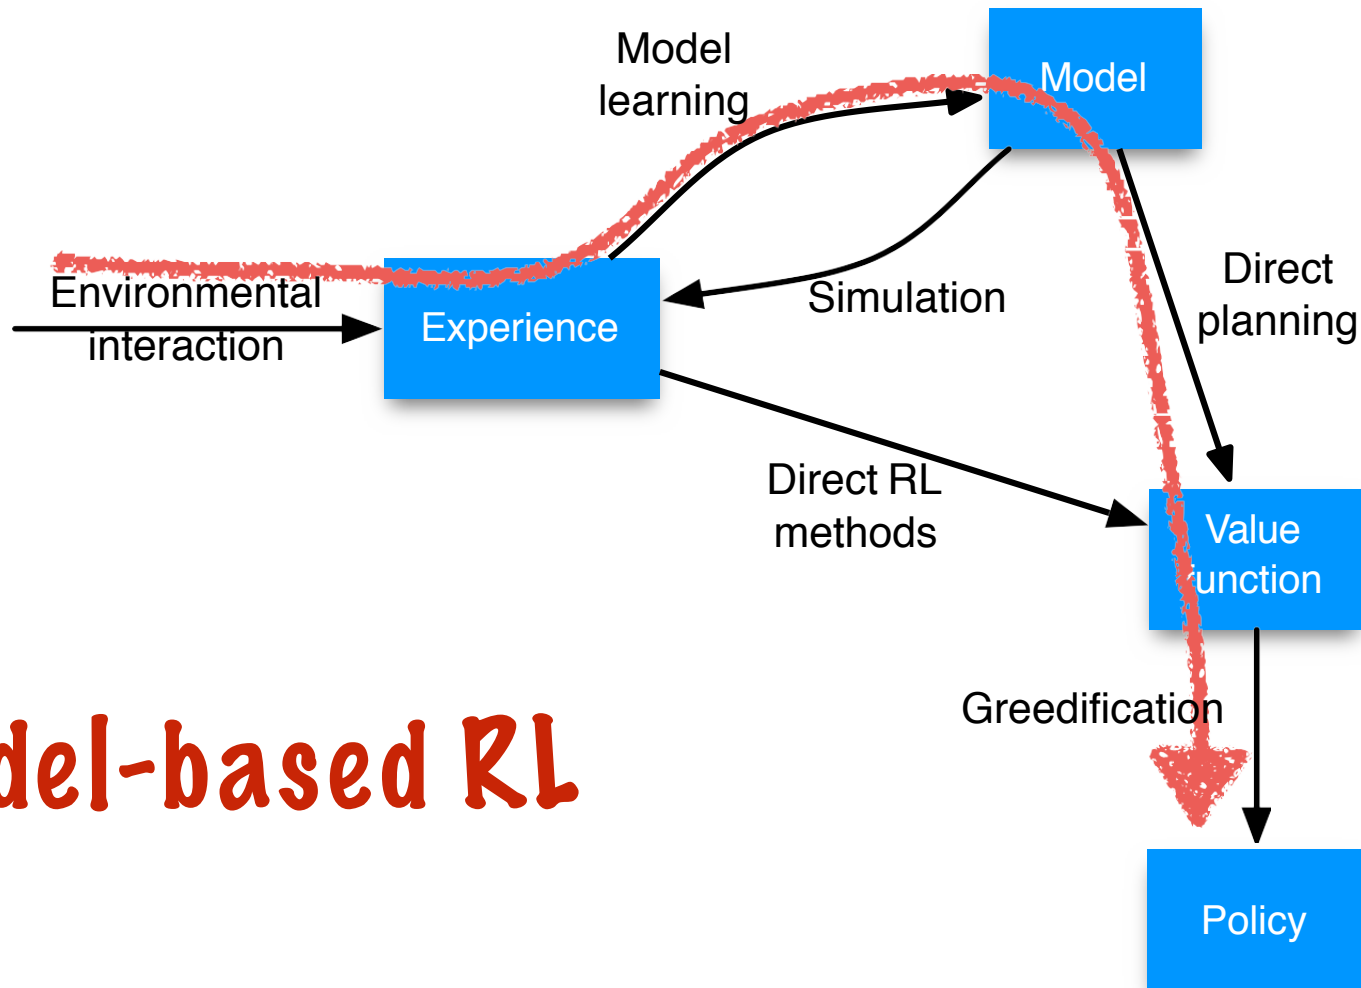 Model
learning
Model
Environmental
interaction
Experience
Simulation
Direct
planning
Direct RL
methods
Value
unction
Greedification
del-based RL
Policy